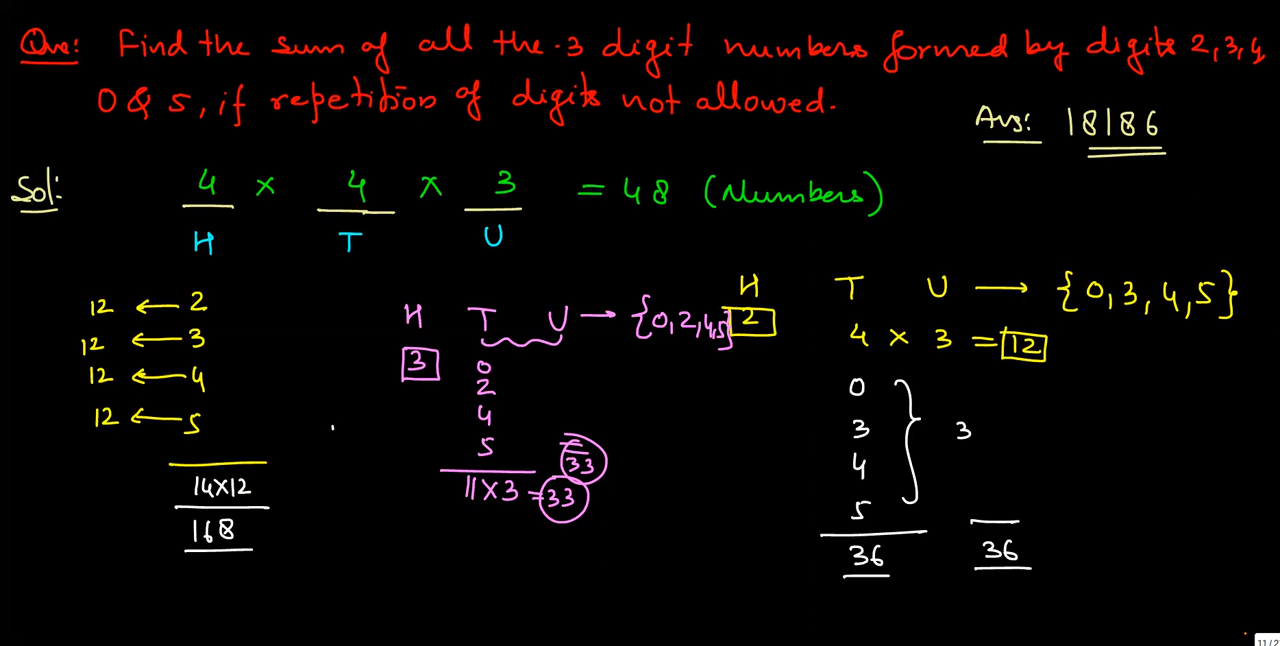 Que: Find the sum of all the 3 digit numbers formed by digits 2, 3, 4,
0 & 5, if repetition of digits not allowed.
Ans: 18186
Sol: 4 × 4 × 3 = 48 (Numbers)
H T U
12 ← 2
12 ← 3
12 ← 4
12 ← 5
14×12
168
H T U → {0,2,4,5}
3 0
2
4
5
33
11×3 = 33
H T U → {0, 3, 4, 5}
2 4 × 3 = 12
0
3 } 3
4
5
36 36
11 / 2